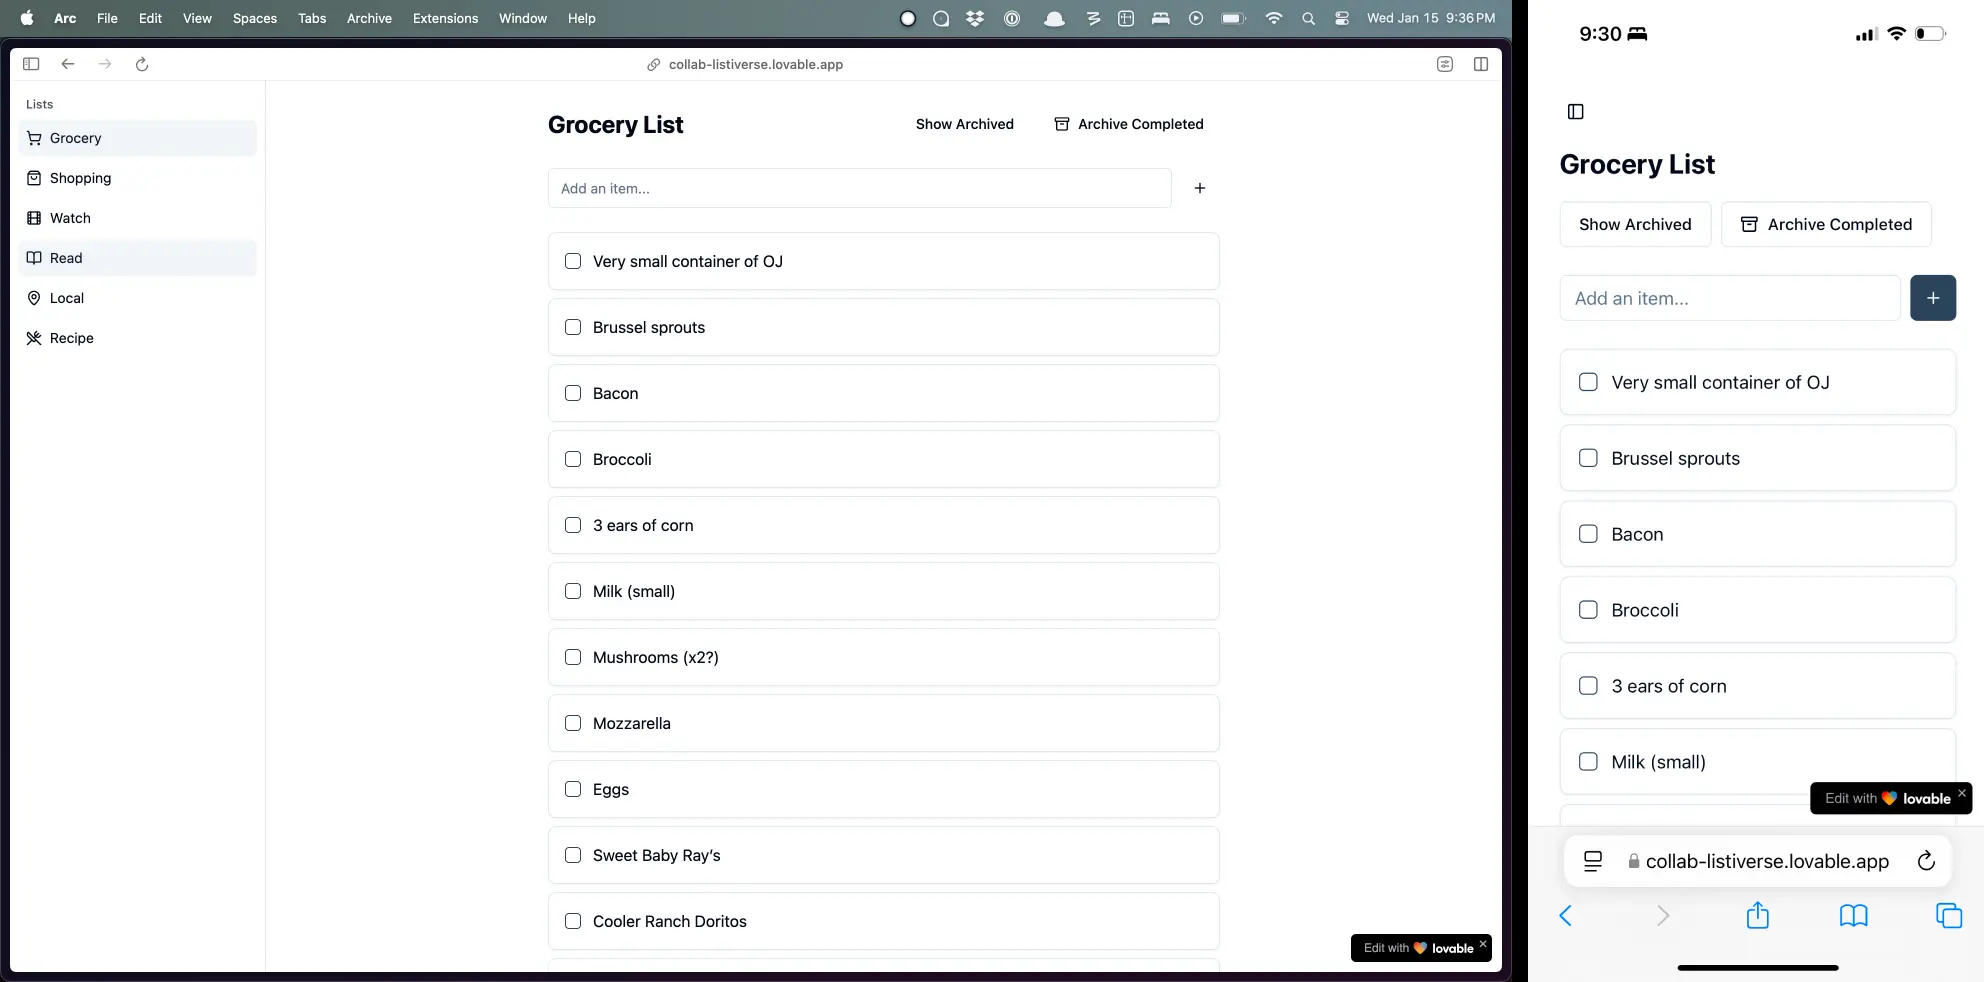 Arc File Edit View Spaces Tabs Archive Extensions Window Help Wed Jan 15 9:36 PM
collab-listiverse.lovable.app
Lists
Grocery
Shopping
Watch
Read
Local
Recipe
Grocery List Show Archived Archive Completed
Add an item...
Very small container of OJ
Brussel sprouts
Bacon
Broccoli
3 ears of corn
Milk (small)
Mushrooms (x2?)
Mozzarella
Eggs
Sweet Baby Ray’s
Cooler Ranch Doritos
Edit with lovable
9:30
Grocery List
Show Archived Archive Completed
Add an item...
Very small container of OJ
Brussel sprouts
Bacon
Broccoli
3 ears of corn
Milk (small)
Edit with lovable
collab-listiverse.lovable.app